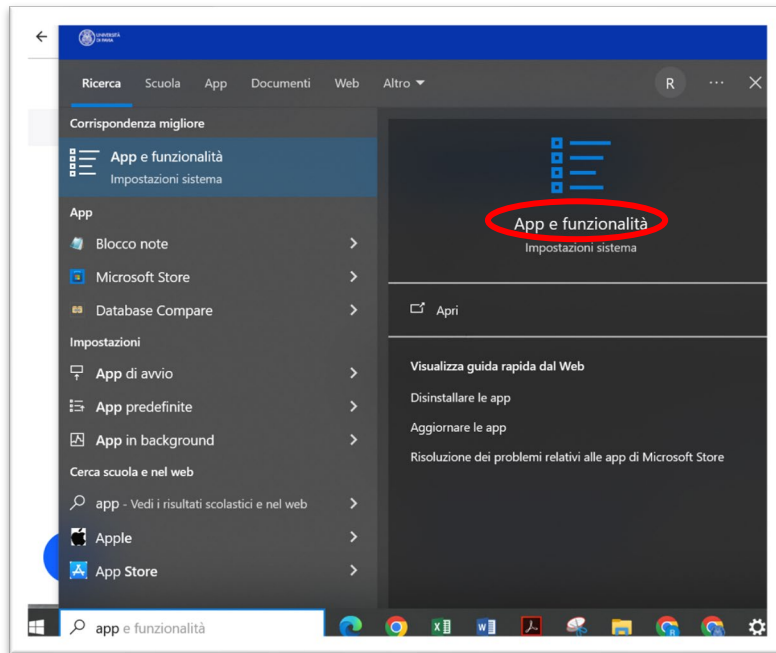 UNIVERSITÀ
DI PAVIA
Ricerca Scuola App Documenti Web Altro
R
Corrispondenza migliore
App e funzionalità
Impostazioni sistema
App
Blocco note
Microsoft Store
Database Compare
Impostazioni
App di avvio
App predefinite
App in background
Cerca scuola e nel web
app - Vedi i risultati scolastici e nel web
Apple
App Store
App e funzionalità
Impostazioni sistema
Apri
Visualizza guida rapida dal Web
Disinstallare le app
Aggiornare le app
Risoluzione dei problemi relativi alle app di Microsoft Store
app e funzionalità